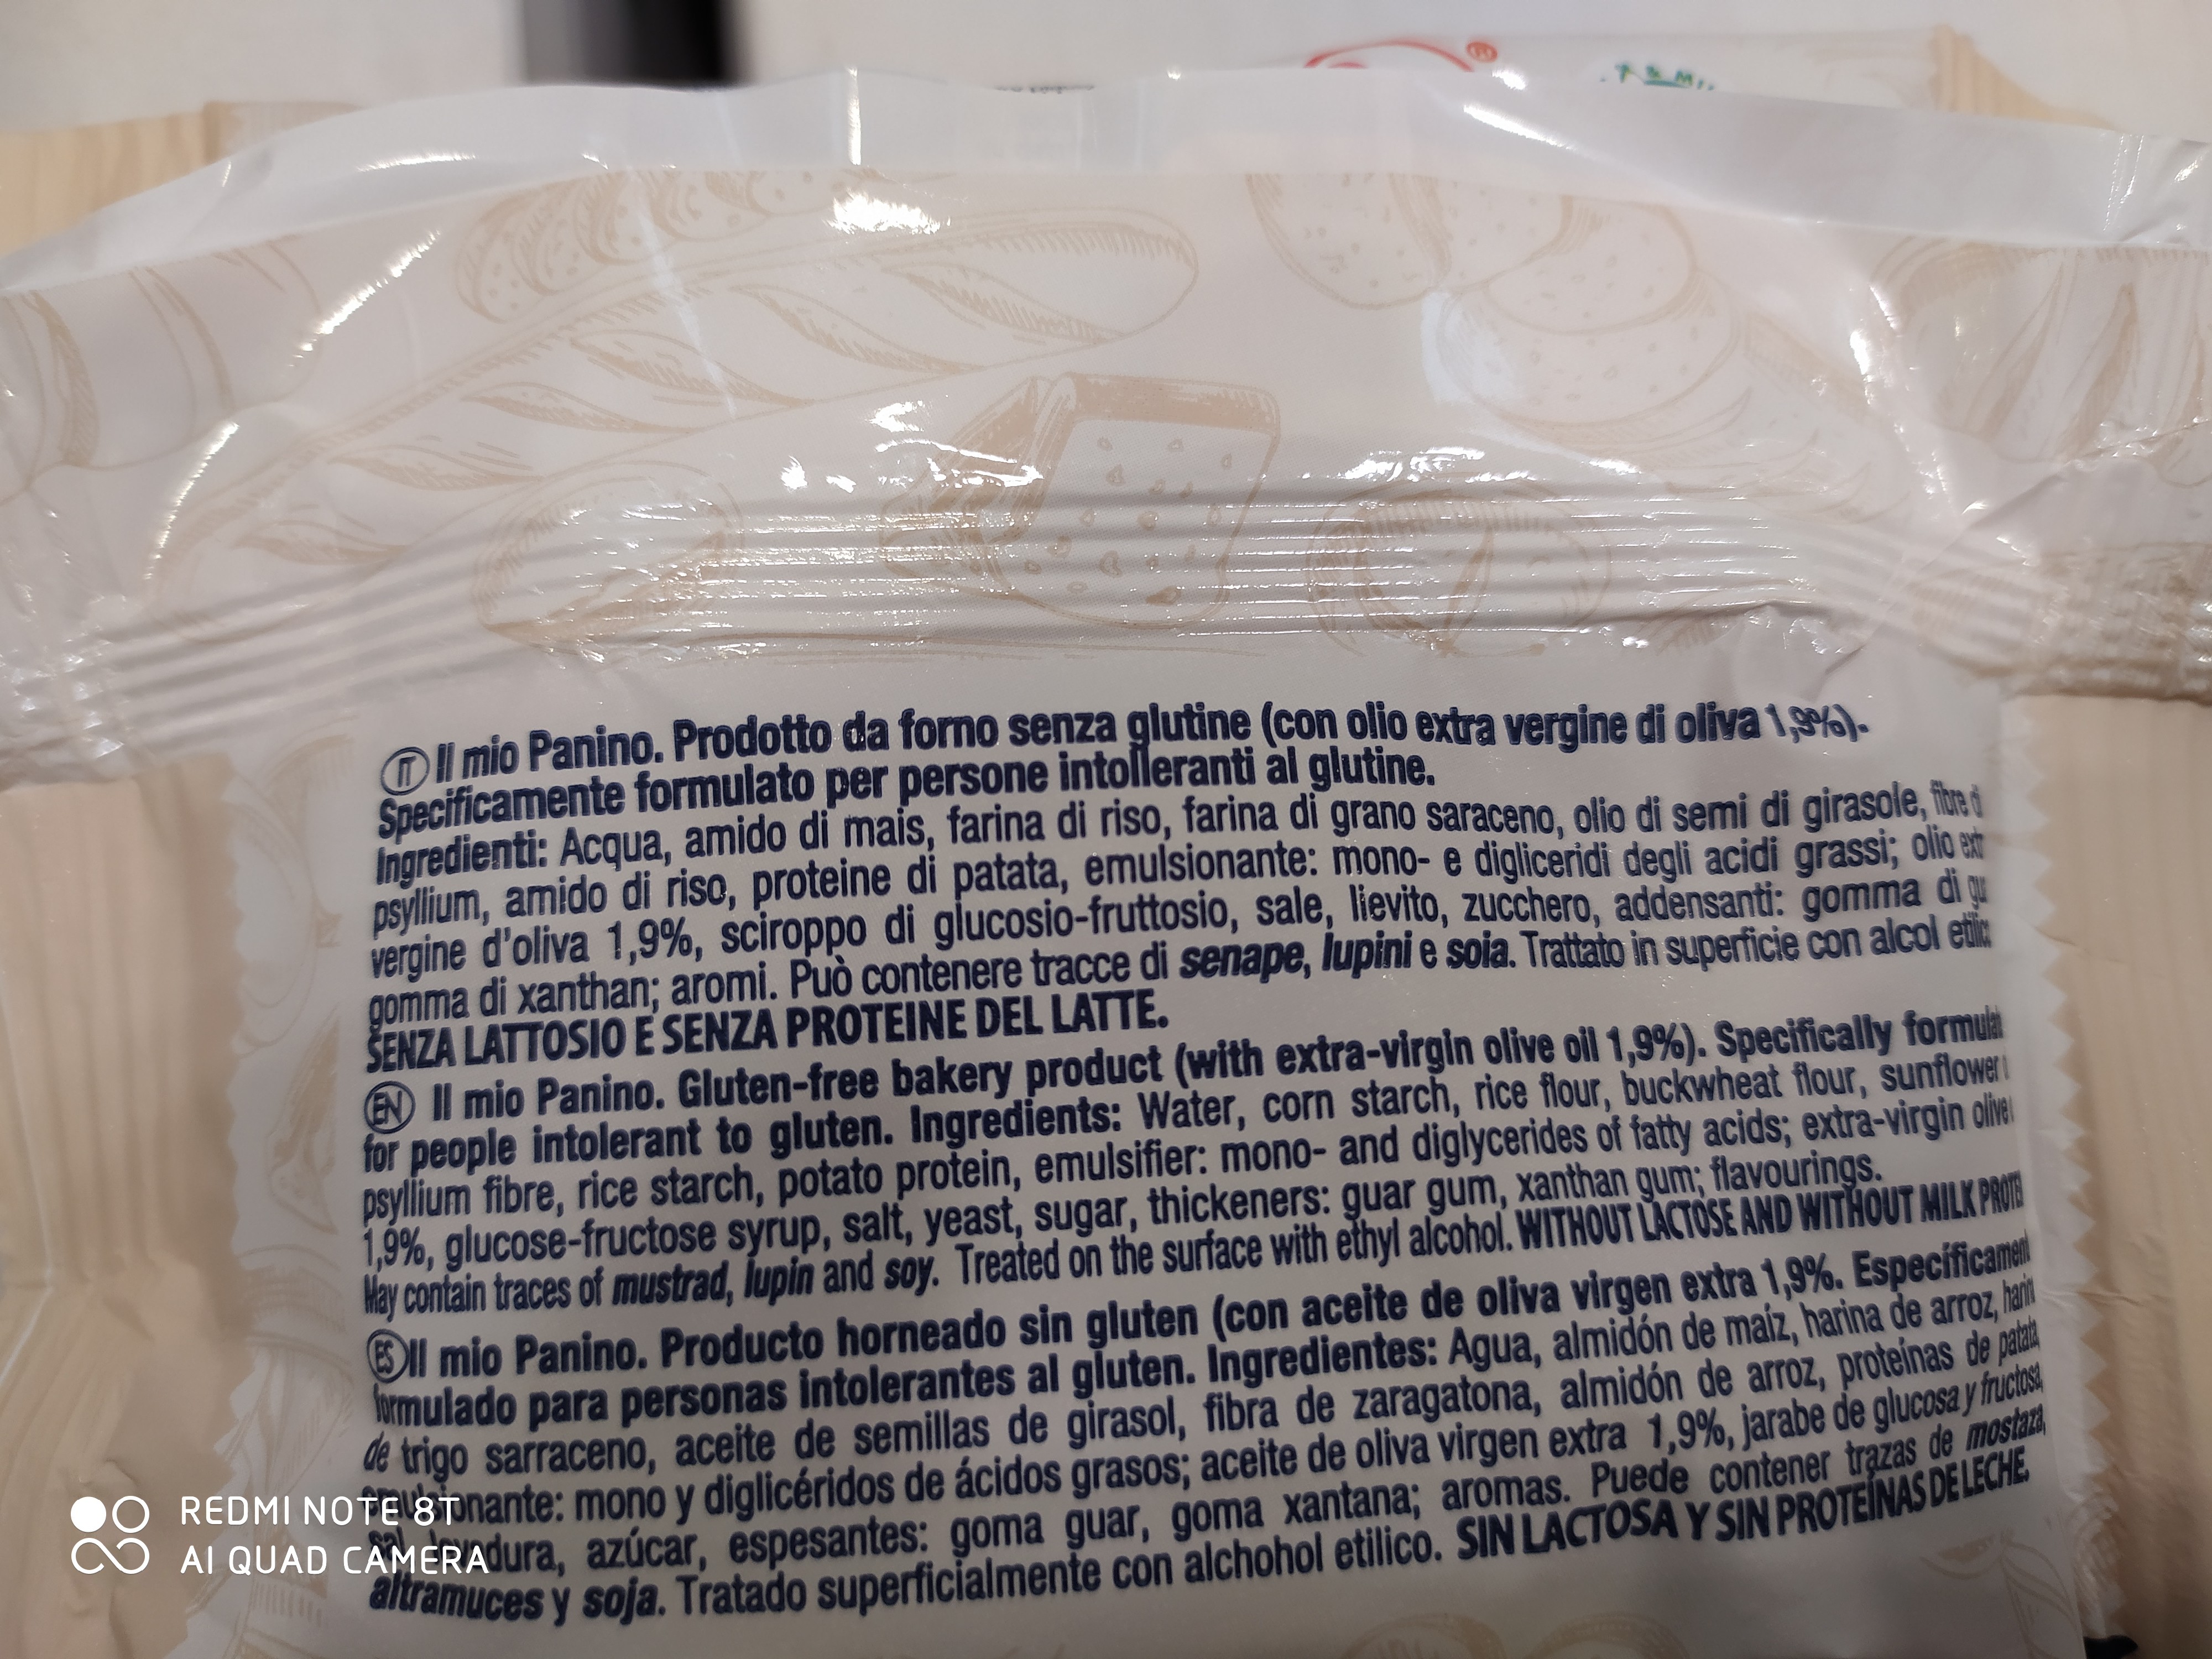 ®
IT Il mio Panino. Prodotto da forno senza glutine (con olio extra vergine di oliva 1,9%).
Specificamente formulato per persone intolleranti al glutine.
Ingredienti: Acqua, amido di mais, farina di riso, farina di grano saraceno, olio di semi di girasole, fibre di
psyllium, amido di riso, proteine di patata, emulsionante: mono- e digliceridi degli acidi grassi; olio ext
vergine d'oliva 1,9%, sciroppo di glucosio-fruttosio, sale, lievito, zucchero, addensanti: gomma di gu
gomma di xanthan; aromi. Può contenere tracce di senape, lupini e soia. Trattato in superficie con alcol etilic
SENZA LATTOSIO E SENZA PROTEINE DEL LATTE.
EN Il mio Panino. Gluten-free bakery product (with extra-virgin olive oil 1,9%). Specifically formulat
for people intolerant to gluten. Ingredients: Water, corn starch, rice flour, buckwheat flour, sunflower
psyllium fibre, rice starch, potato protein, emulsifier: mono- and diglycerides of fatty acids; extra-virgin olive
1,9%, glucose-fructose syrup, salt, yeast, sugar, thickeners: guar gum, xanthan gum; flavourings.
May contain traces of mustrad, lupin and soy. Treated on the surface with ethyl alcohol. WITHOUT LACTOSE AND WITHOUT MILK PROTEI
ES Il mio Panino. Producto horneado sin gluten (con aceite de oliva virgen extra 1,9%. Específicament
formulado para personas intolerantes al gluten. Ingredientes: Agua, almidón de maíz, harina de arroz, harin
de trigo sarraceno, aceite de semillas de girasol, fibra de zaragatona, almidón de arroz, proteínas de patata,
emulsionante: mono y diglicéridos de ácidos grasos; aceite de oliva virgen extra 1,9%, jarabe de glucosa y fructosa,
sal, levadura, azúcar, espesantes: goma guar, goma xantana; aromas. Puede contener trazas de mostaza,
altramuces y soja. Tratado superficialmente con alchohol etilico. SIN LACTOSA Y SIN PROTEÍNAS DE LECHE.
REDMI NOTE 8T
AI QUAD CAMERA